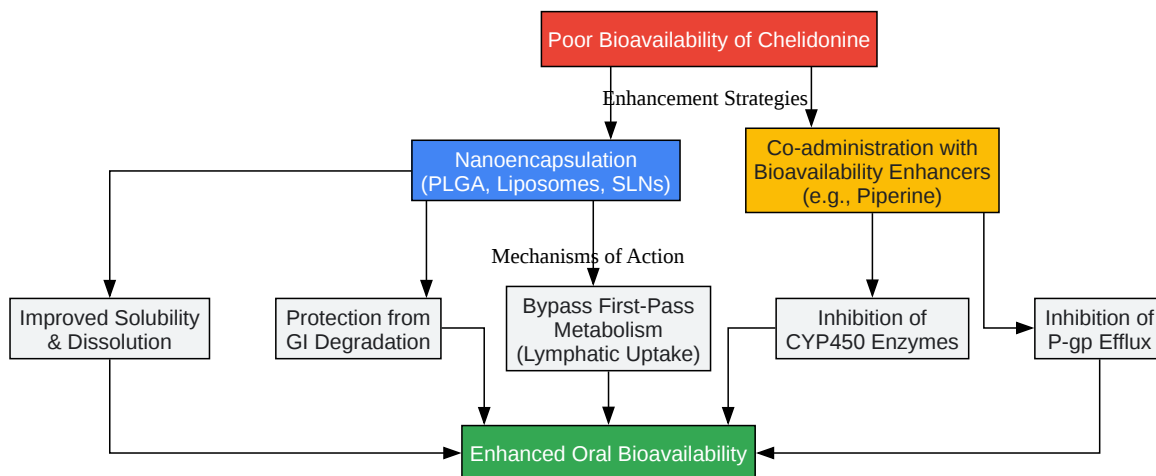 Poor Bioavailability of Chelidonine
Enhancement Strategies
Nanoencapsulation
(PLGA, Liposomes, SLNs)
Co-administration with
Bioavailability Enhancers
(e.g., Piperine)
Mechanisms of Action
Improved Solubility
& Dissolution
Protection from
GI Degradation
Bypass First-Pass
Metabolism
(Lymphatic Uptake)
Inhibition of
CYP450 Enzymes
Inhibition of
P-gp Efflux
Enhanced Oral Bioavailability